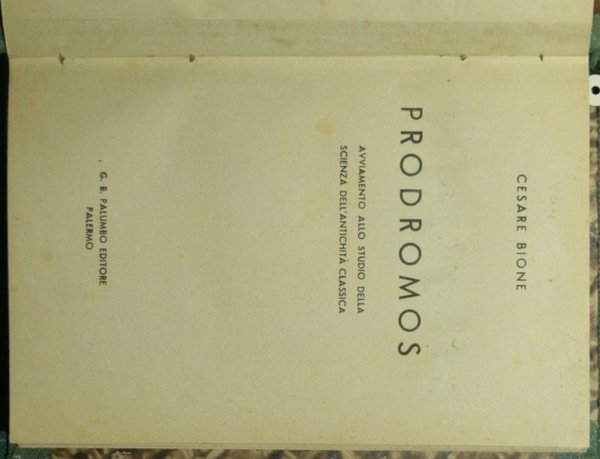 CESARE BIONE
PRODROMOS
AVVIAMENTO ALLO STUDIO DELLA
SCIENZA DELL'ANTICHITÀ CLASSICA
G. B. PALUMBO EDITORE
PALERMO